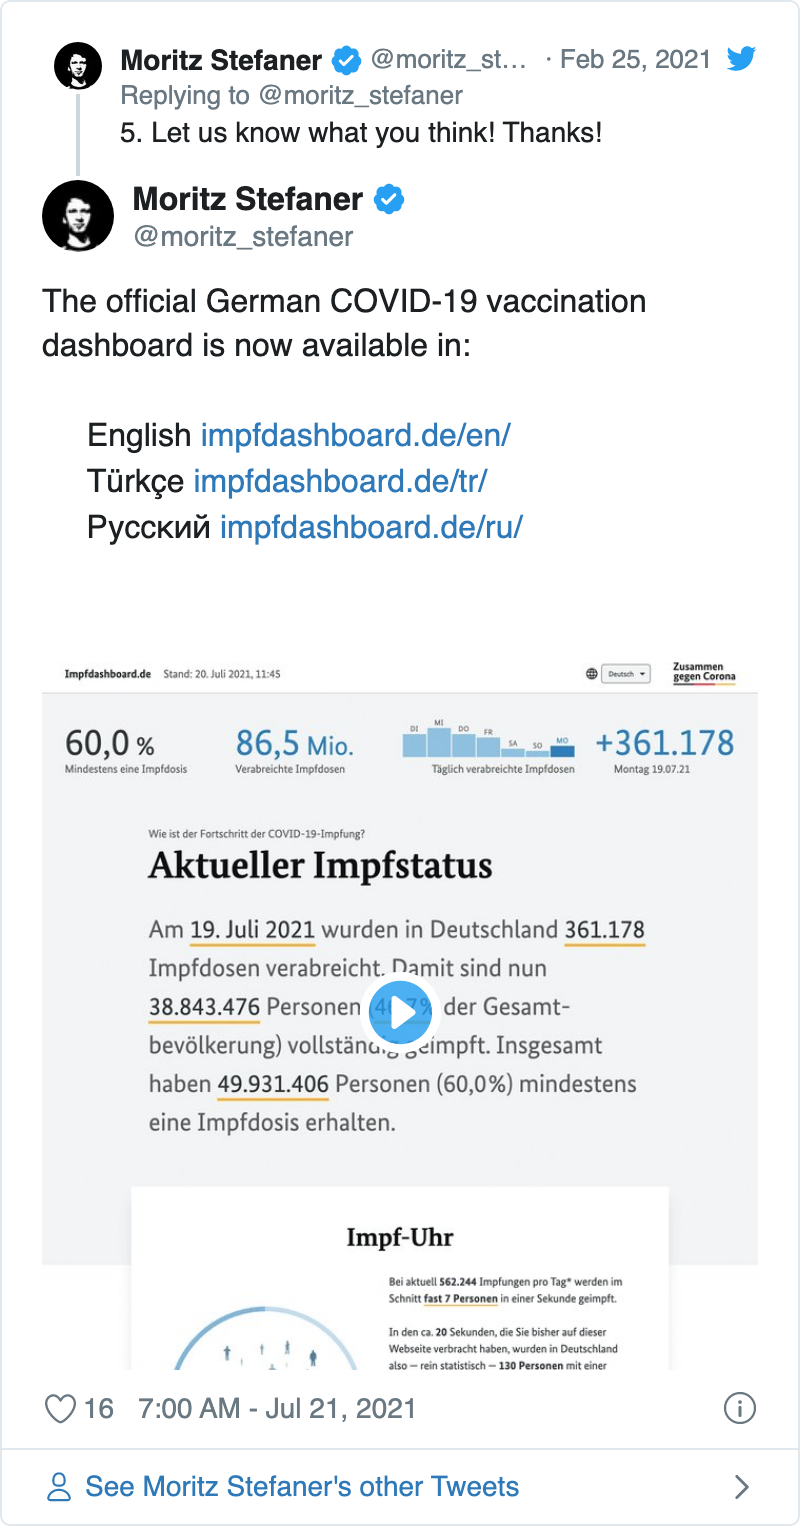 Moritz Stefaner @moritz_st... · Feb 25, 2021
Replying to @moritz_stefaner
5. Let us know what you think! Thanks!
Moritz Stefaner
@moritz_stefaner
The official German COVID-19 vaccination
dashboard is now available in:
English impfdashboard.de/en/
Türkçe impfdashboard.de/tr/
Русский impfdashboard.de/ru/
Impfdashboard.de Stand: 20. Juli 2021, 11:45 Deutsch Zusammen
gegen Corona
60,0 % 86,5 Mio. DI MI DO FR SA SO MO +361.178
Mindestens eine Impfdosis Verabreichte Impfdosen Täglich verabreichte Impfdosen Montag 19.07.21
Wie ist der Fortschritt der COVID-19-Impfung?
Aktueller Impfstatus
Am 19. Juli 2021 wurden in Deutschland 361.178
Impfdosen verabreicht. Damit sind nun
38.843.476 Personen der Gesamt-
bevölkerung) vollständig geimpft. Insgesamt
haben 49.931.406 Personen (60,0%) mindestens
eine Impfdosis erhalten.
Impf-Uhr
Bei aktuell 562.244 Impfungen pro Tag* werden im
Schnitt fast 7 Personen in einer Sekunde geimpft.
In den ca. 20 Sekunden, die Sie bisher auf dieser
Webseite verbracht haben, wurden in Deutschland
also — rein statistisch — 130 Personen mit einer
16 7:00 AM - Jul 21, 2021
See Moritz Stefaner's other Tweets